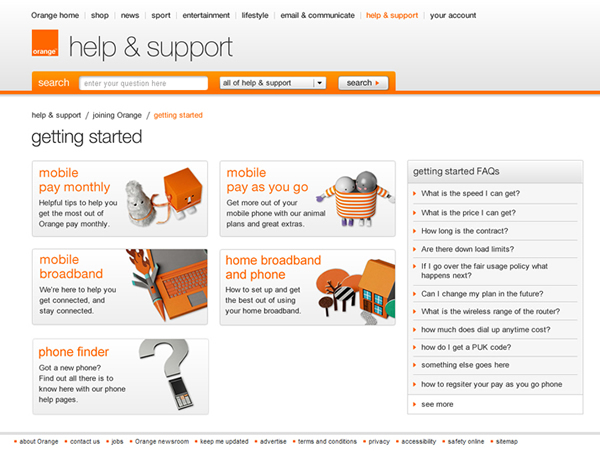 Orange home | shop | news | sport | entertainment | lifestyle | email & communicate | help & support | your account
orange™ help & support
search enter your question here all of help & support search
help & support / joining Orange / getting started
getting started
mobile
pay monthly
Helpful tips to help you
get the most out of
Orange pay monthly.
mobile
pay as you go
Get more out of your
mobile phone with our animal
plans and great extras.
mobile
broadband
We're here to help you
get connected, and
stay connected.
home broadband
and phone
How to set up and get
the best out of using
your home broadband.
phone finder
Got a new phone?
Find out all there is to
know here with our phone
help pages.
getting started FAQs
What is the speed I can get?
What is the price I can get?
How long is the contract?
Are there down load limits?
If I go over the fair usage policy what
happens next?
Can I change my plan in the future?
What is the wireless range of the router?
how much does dial up anytime cost?
how do I get a PUK code?
something else goes here
how to regsiter your pay as you go phone
see more
about Orange contact us jobs Orange newsroom keep me updated advertise terms and conditions privacy accessibility safety online sitemap